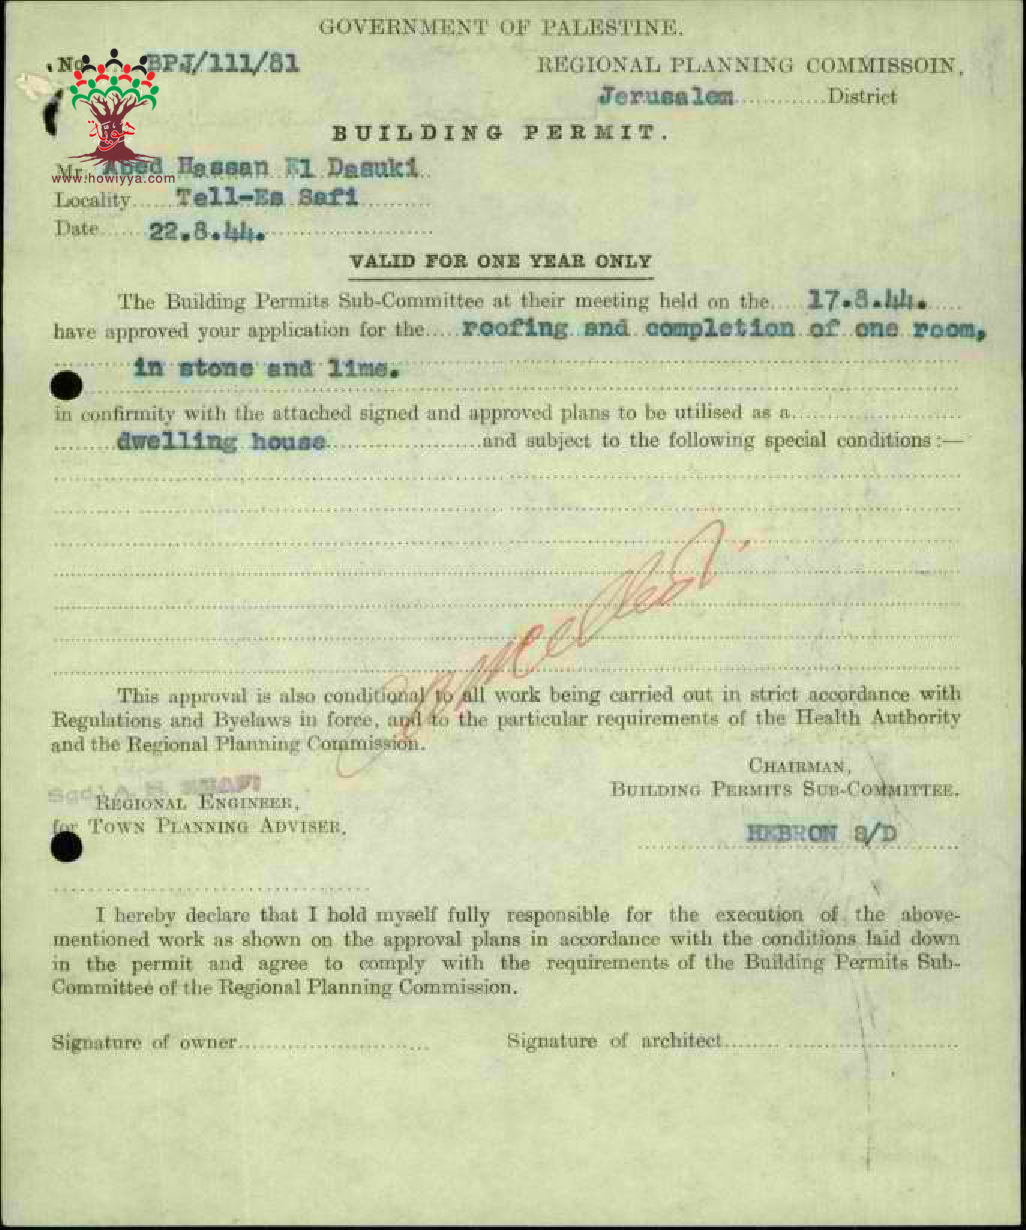 GOVERNMENT OF PALESTINE.
No BPJ/111/81
REGIONAL PLANNING COMMISSOIN,
Jerusalem............District
BUILDING PERMIT.
هوية
Mr. Abed Hassan El Dasuki..
www.howiyya.com
Locality......Tell-Es Safi..........
Date......22.8.44...........................
VALID FOR ONE YEAR ONLY
The Building Permits Sub-Committee at their meeting held on the....17.8.44.....
have approved your application for the....roofing and completion of one room,
in stone and lime.
in confirmity with the attached signed and approved plans to be utilised as a........................
.........dwelling house......................and subject to the following special conditions :—
cancelled.
This approval is also conditional to all work being carried out in strict accordance with
Regulations and Byelaws in force, and to the particular requirements of the Health Authority
and the Regional Planning Commission.
CHAIRMAN,
Sgd) A. S. SHAFI
BUILDING PERMITS SUB-COMMITTEE.
REGIONAL ENGINEER,
for TOWN PLANNING ADVISER.
HEBRON S/D
I hereby declare that I hold myself fully responsible for the execution of the above-
mentioned work as shown on the approval plans in accordance with the conditions laid down
in the permit and agree to comply with the requirements of the Building Permits Sub-
Committee of the Regional Planning Commission.
Signature of owner...........................
Signature of architect..................................